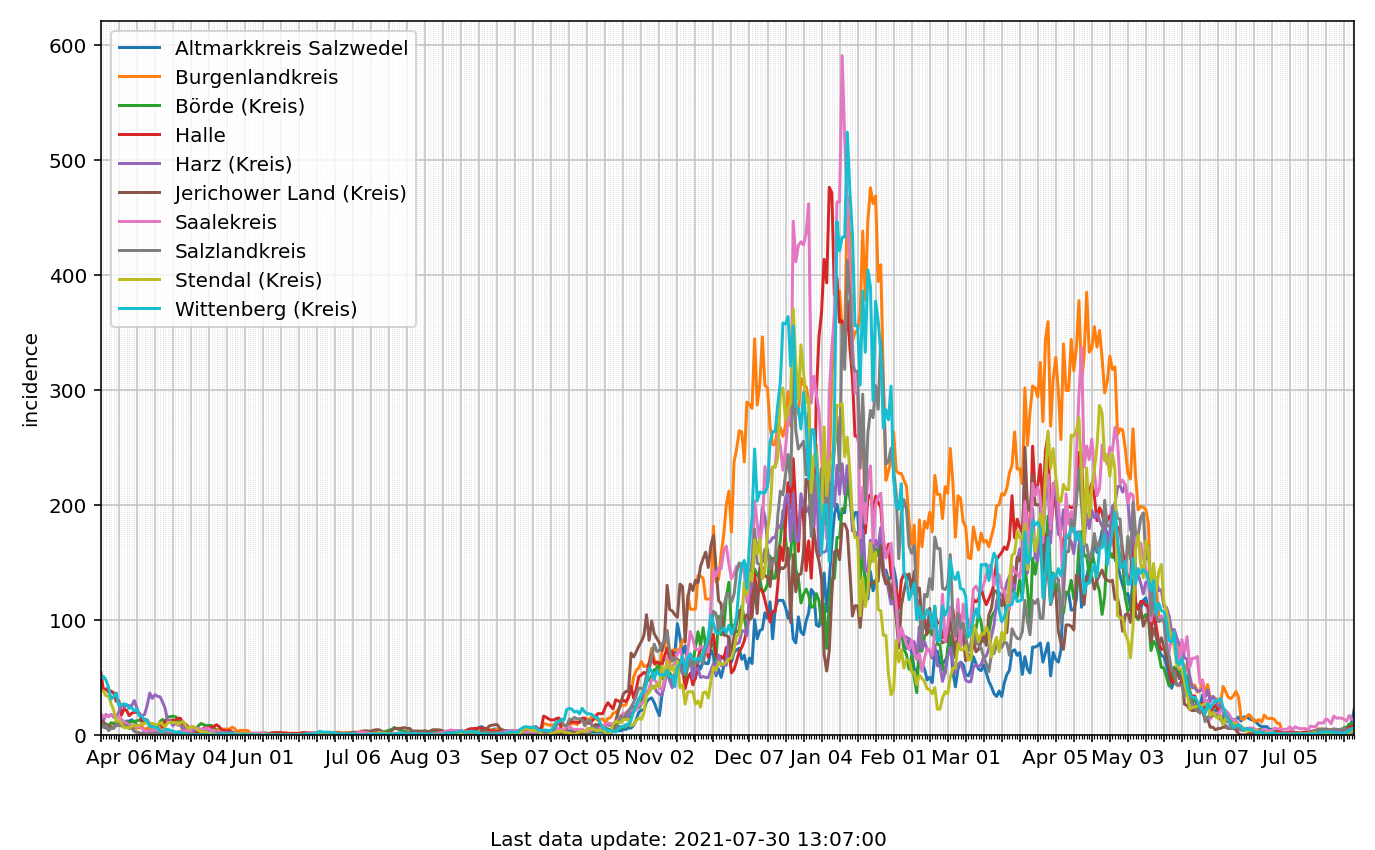 600
500
400
300
200
100
0
incidence
Altmarkkreis Salzwedel
Burgenlandkreis
Börde (Kreis)
Halle
Harz (Kreis)
Jerichower Land (Kreis)
Saalekreis
Salzlandkreis
Stendal (Kreis)
Wittenberg (Kreis)
Apr 06 May 04 Jun 01 Jul 06 Aug 03 Sep 07 Oct 05 Nov 02 Dec 07 Jan 04 Feb 01 Mar 01 Apr 05 May 03 Jun 07 Jul 05
Last data update: 2021-07-30 13:07:00